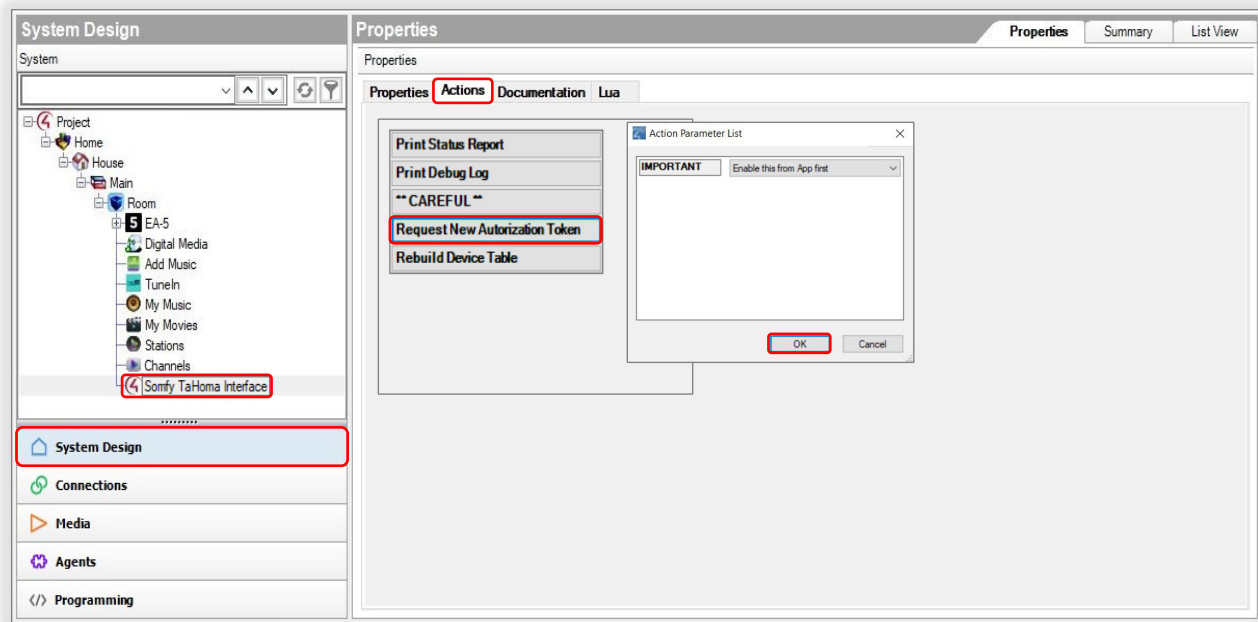 System Design
System
Project
Home
House
Main
Room
5 EA-5
Digital Media
Add Music
TuneIn
My Music
My Movies
Stations
Channels
Somfy TaHoma Interface
System Design
Connections
Media
Agents
Programming
Properties
Properties Summary List View
Properties
Properties Actions Documentation Lua
Print Status Report
Print Debug Log
** CAREFUL **
Request New Autorization Token
Rebuild Device Table
Action Parameter List
IMPORTANT Enable this from App first
OK Cancel